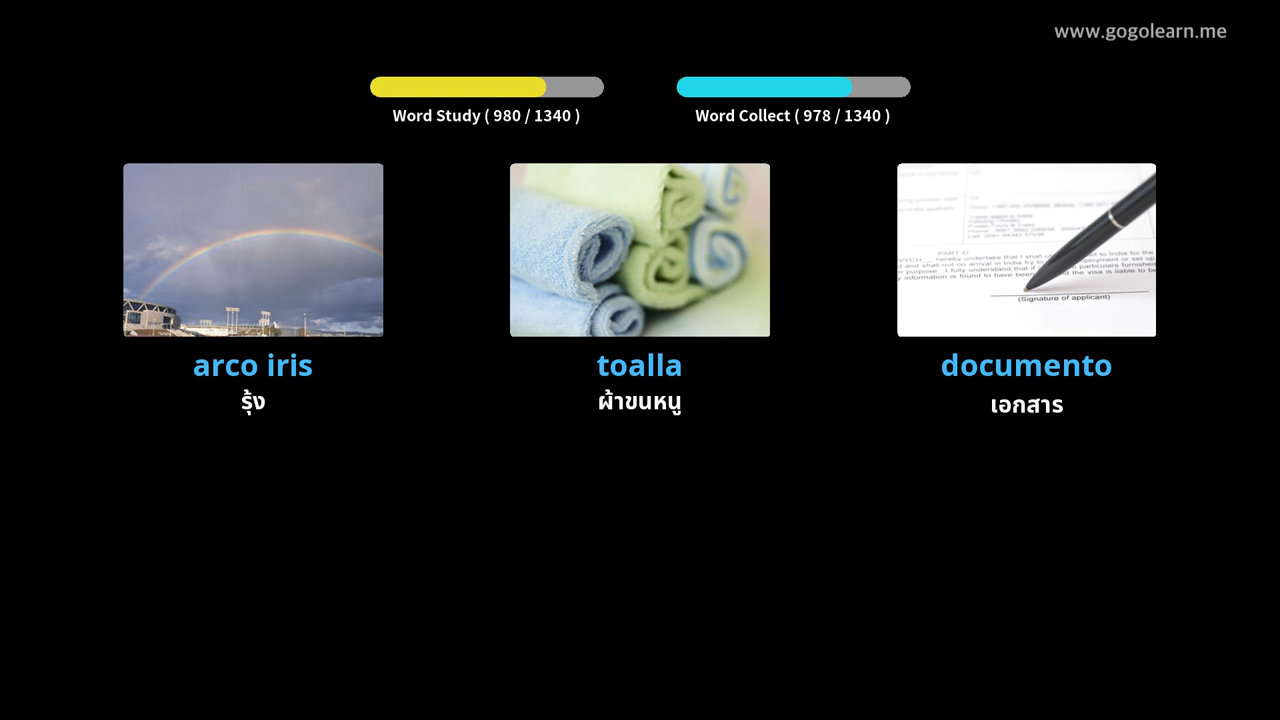 www.gogolearn.me
Word Study ( 980 / 1340 )
Word Collect ( 978 / 1340 )
(Signature of applicant)
arco iris
toalla
documento
รุ้ง
ผ้าขนหนู
เอกสาร